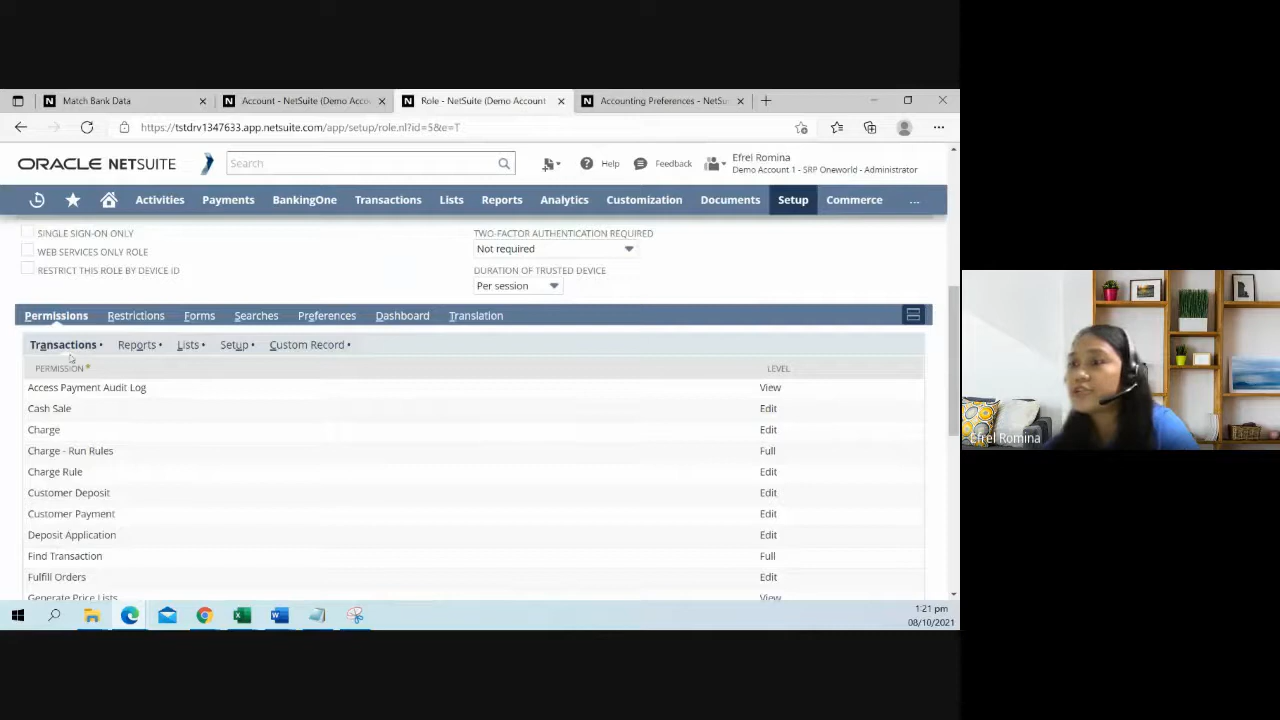 Match Bank Data
Account - NetSuite (Demo Accou
Role - NetSuite (Demo Account
Accounting Preferences - NetSu
https://tstdrv1347633.app.netsuite.com/app/setup/role.nl?id=5&e=T
ORACLE NETSUITE
Search
Help
Feedback
Efrel Romina
Demo Account 1 - SRP Oneworld - Administrator
Activities
Payments
BankingOne
Transactions
Lists
Reports
Analytics
Customization
Documents
Setup
Commerce
...
SINGLE SIGN-ON ONLY
WEB SERVICES ONLY ROLE
RESTRICT THIS ROLE BY DEVICE ID
TWO-FACTOR AUTHENTICATION REQUIRED
Not required
DURATION OF TRUSTED DEVICE
Per session
Permissions
Restrictions
Forms
Searches
Preferences
Dashboard
Translation
Transactions •
Reports •
Lists •
Setup •
Custom Record •
PERMISSION *
LEVEL
Access Payment Audit Log
View
Cash Sale
Edit
Charge
Edit
Charge - Run Rules
Full
Charge Rule
Edit
Customer Deposit
Edit
Customer Payment
Edit
Deposit Application
Edit
Find Transaction
Full
Fulfill Orders
Edit
Generate Price Lists
View
1:21 pm
08/10/2021
Efrel Romina